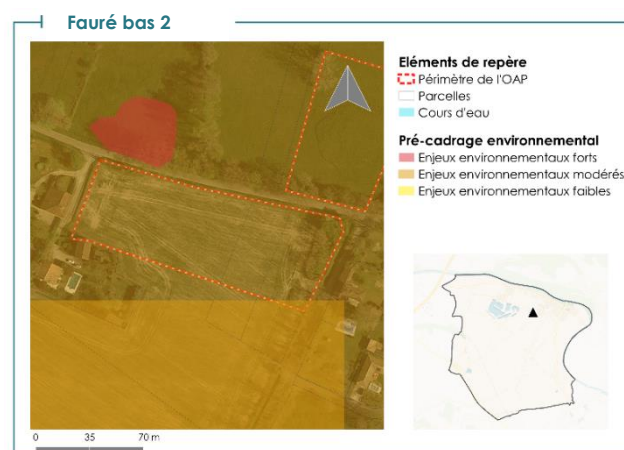 Fauré bas 2
Eléments de repère
Périmètre de l'OAP
Parcelles
Cours d'eau
Pré-cadrage environnemental
Enjeux environnementaux forts
Enjeux environnementaux modérés
Enjeux environnementaux faibles
0 35 70 m